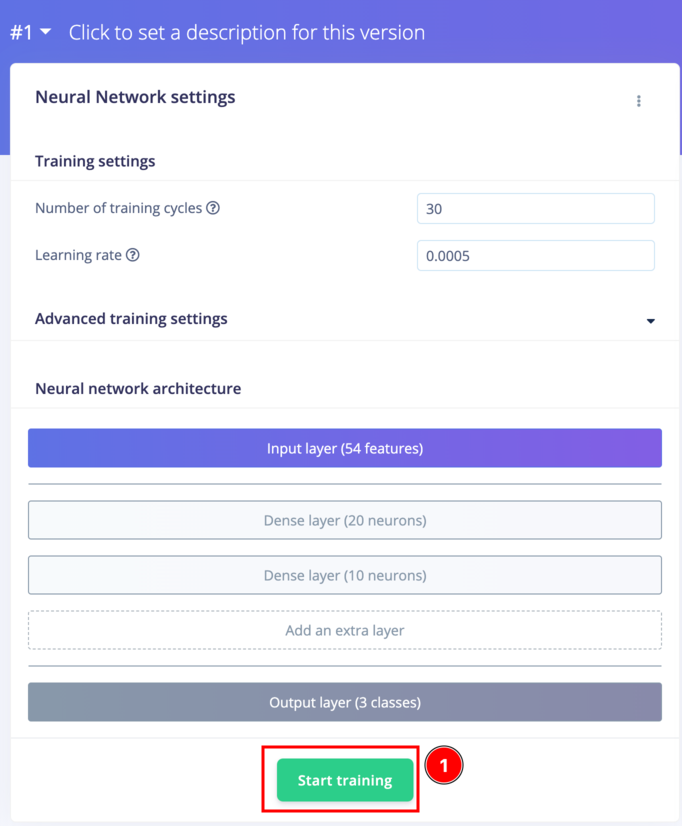 #1 Click to set a description for this version
Neural Network settings
Training settings
Number of training cycles ? 30
Learning rate ? 0.0005
Advanced training settings
Neural network architecture
Input layer (54 features)
Dense layer (20 neurons)
Dense layer (10 neurons)
Add an extra layer
Output layer (3 classes)
Start training 1